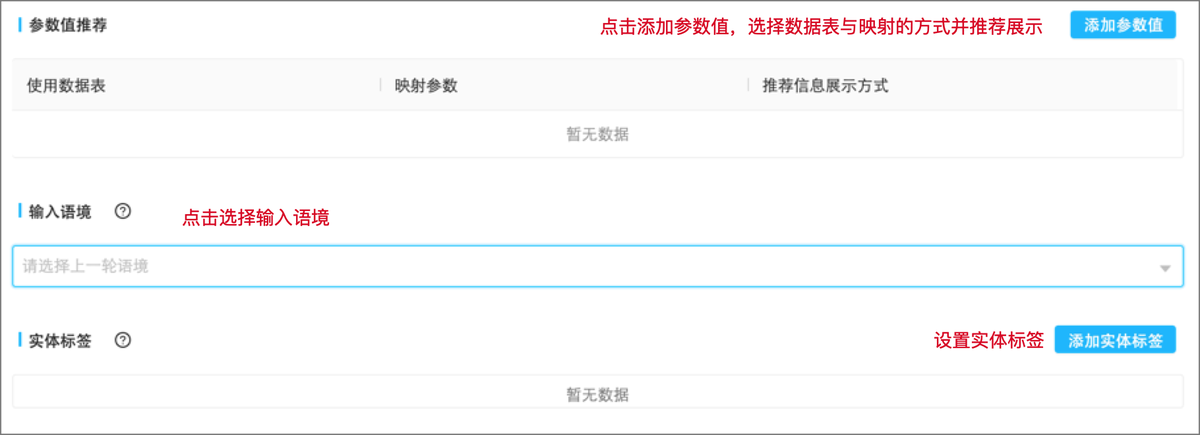 参数值推荐
点击添加参数值，选择数据表与映射的方式并推荐展示
添加参数值
使用数据表
映射参数
推荐信息展示方式
暂无数据
输入语境
点击选择输入语境
请选择上一轮语境
实体标签
设置实体标签
添加实体标签
暂无数据